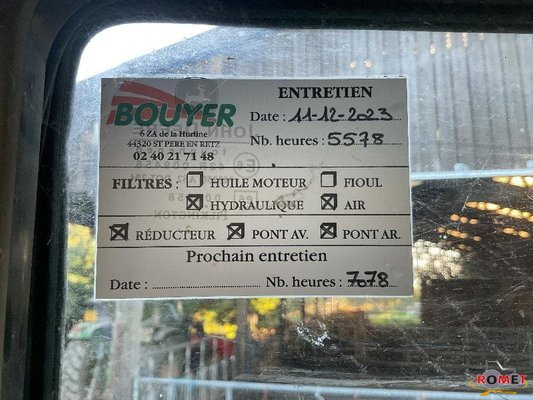 BOUYER
6 ZA de la Hurline
44320 ST PERE EN RETZ
02 40 21 71 48
ENTRETIEN
Date : 11-12-2023
Nb. heures : 5578
FILTRES : ☐ HUILE MOTEUR ☐ FIOUL
☒ HYDRAULIQUE ☒ AIR
☒ RÉDUCTEUR ☒ PONT AV. ☒ PONT AR.
Prochain entretien
Date : Nb. heures : 7078
PILKINGTON
ROMET